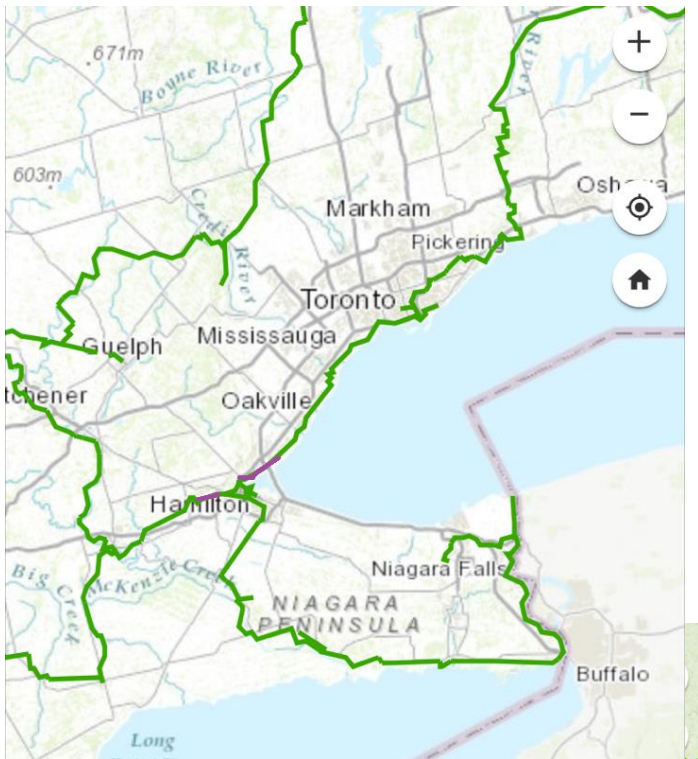 671m
Boyne River
River
603m
Credit River
Oshawa
Markham
Pickering
Toronto
Mississauga
Guelph
tchener
Oakville
Hamilton
Big Creek
McKenzie Creek
Niagara Falls
NIAGARA
PENINSULA
Buffalo
Long